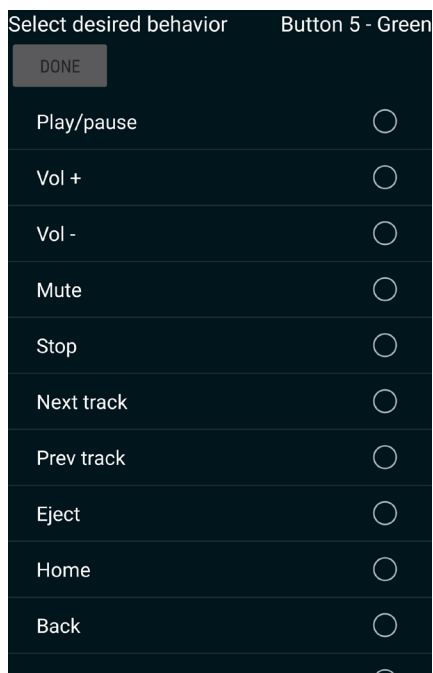 Select desired behavior Button 5 - Green
DONE
Play/pause
Vol +
Vol -
Mute
Stop
Next track
Prev track
Eject
Home
Back